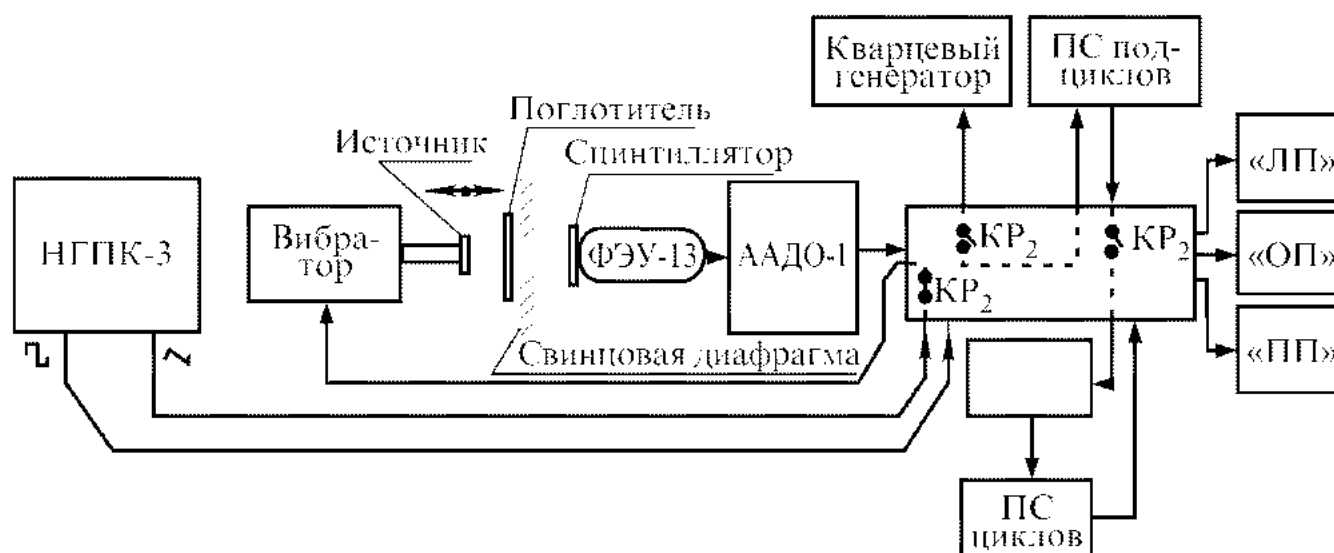 Кварцевый
генератор
ПС под-
циклов
Поглотитель
Источник
Сцинтиллятор
«ЛП»
НГПК-3
Вибра-
тор
ФЭУ-13
ААДО-1
КР2
КР2
«ОП»
КР2
Свинцовая диафрагма
«ПП»
ПС
циклов